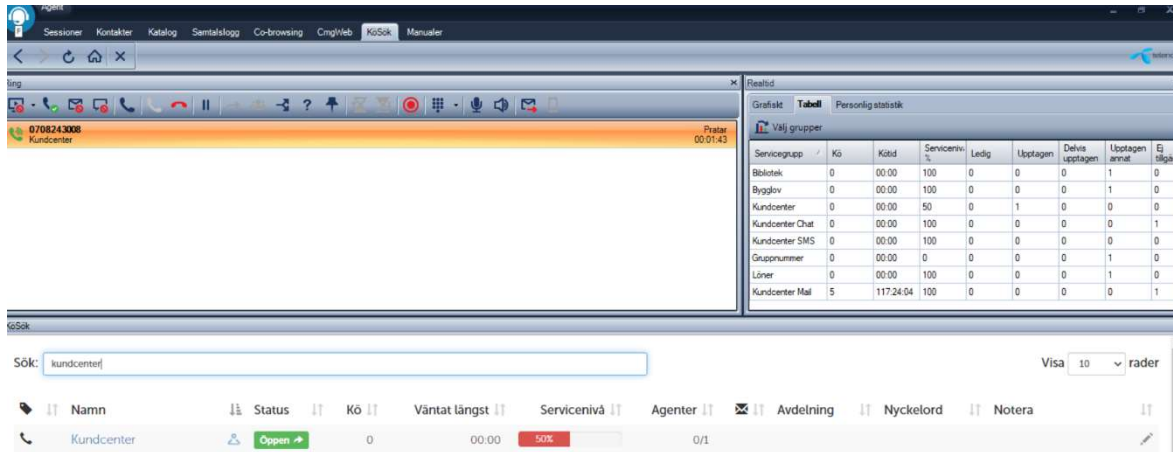 Agent
Sessioner Kontakter Katalog Samtalslogg Co-browsing CmgWeb KöSök Manualer
Ring
Realtid
Grafiskt Tabell Personlig statistik
Välj grupper
0708243008 Pratar
Kundcenter 00:01:43
Servicegrupp Kö Kötid Servicenivå % Ledig Upptagen Delvis upptagen Upptagen annat Ej
Bibliotek 0 00:00 100 0 0 0 1 0
Bygglov 0 00:00 100 0 0 0 1 0
Kundcenter 0 00:00 50 0 1 0 0 0
Kundcenter Chat 0 00:00 100 0 0 0 0 1
Kundcenter SMS 0 00:00 100 0 0 0 0 0
Gruppnummer 0 00:00 0 0 0 0 1 0
Löner 0 00:00 100 0 0 0 1 0
Kundcenter Mail 5 117:24:04 100 0 0 0 0 1
KöSök
Sök: kundcenter Visa 10 rader
Namn Status Kö Väntat längst Servicenivå Agenter Avdelning Nyckelord Notera
Kundcenter Öppen 0 00:00 50% 0/1